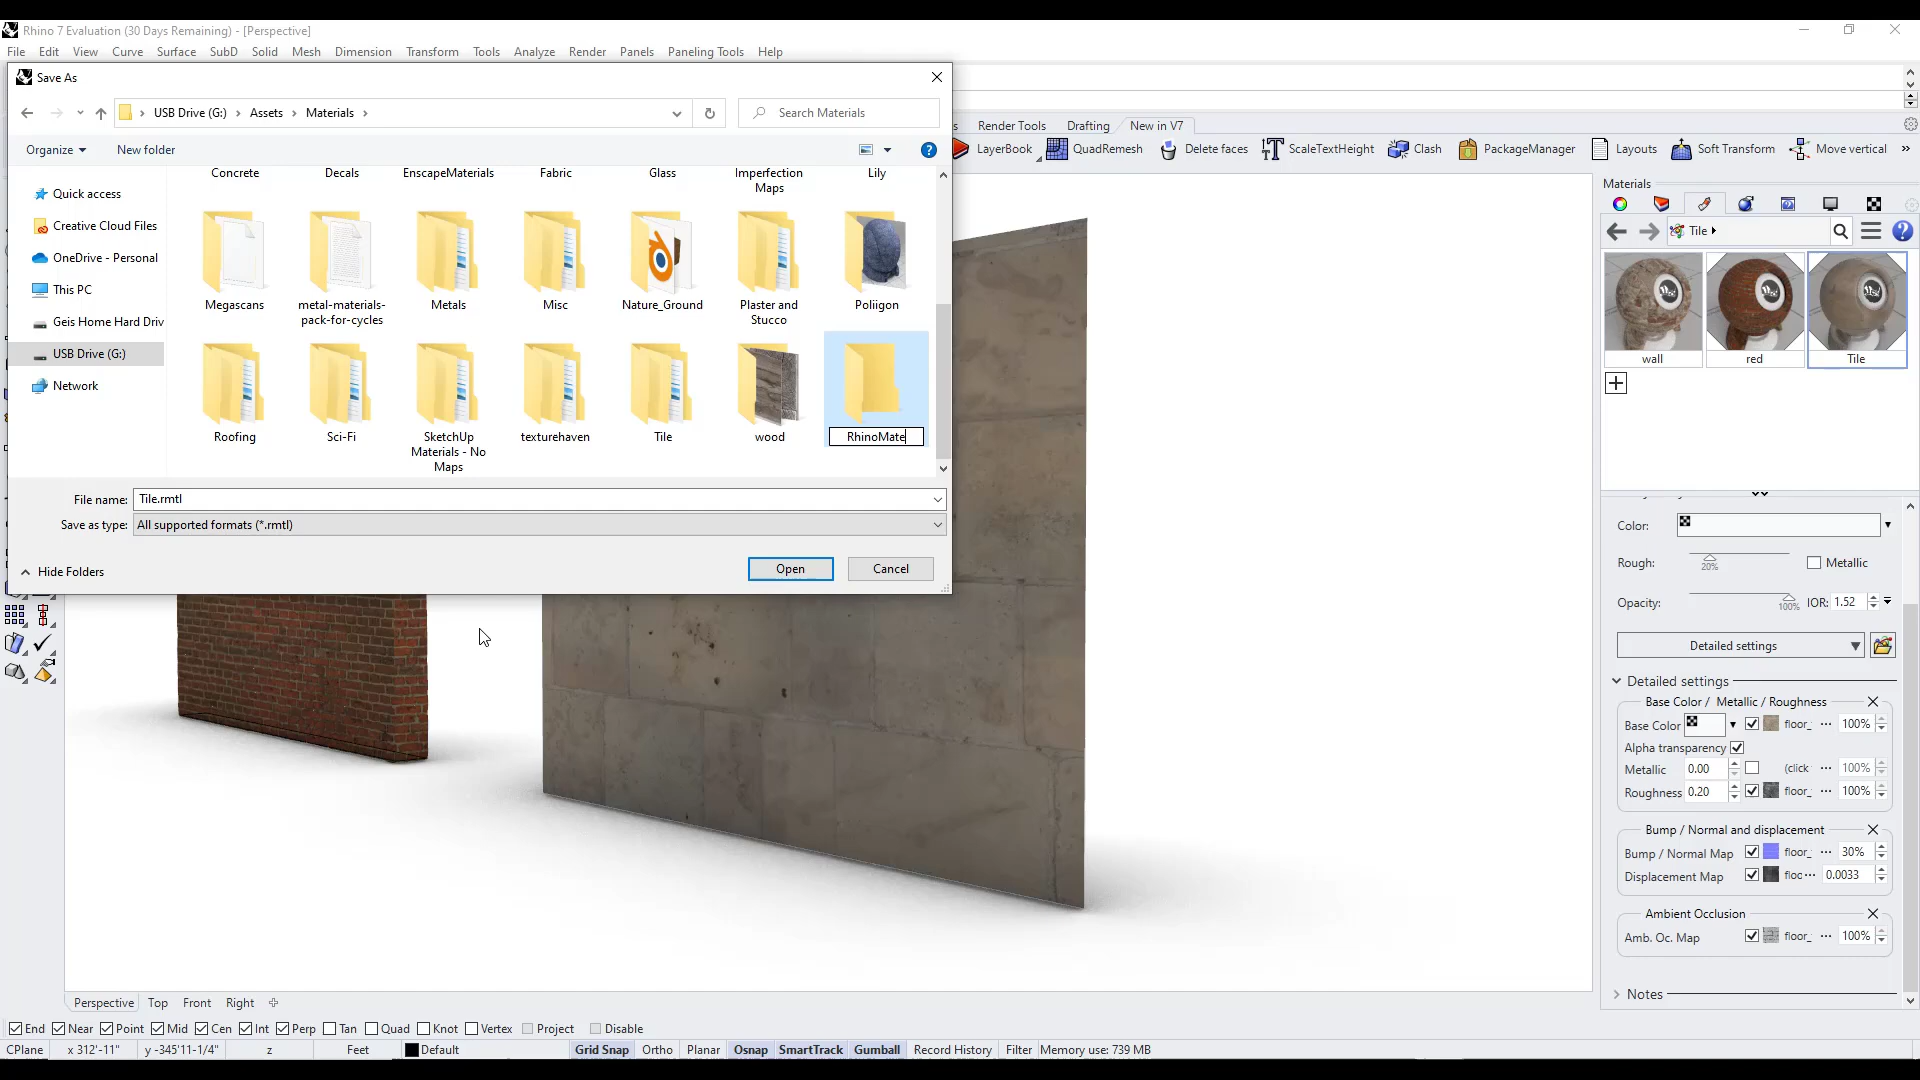 Rhino 7 Evaluation (30 Days Remaining) - [Perspective]
File Edit View Curve Surface SubD Solid Mesh Dimension Transform Tools Analyze Render Panels Paneling Tools Help
Save As
USB Drive (G:) Assets Materials
Search Materials
Organize New folder
Render Tools Drafting New in V7
LayerBook QuadRemesh Delete faces ScaleTextHeight Clash PackageManager Layouts Soft Transform Move vertical
Quick access
Creative Cloud Files
OneDrive - Personal
This PC
Geis Home Hard Driv
USB Drive (G:)
Network
Concrete Decals EnscapeMaterials Fabric Glass Imperfection Maps Lily
Megascans metal-materials-pack-for-cycles Metals Misc Nature_Ground Plaster and Stucco Poliigon
Roofing Sci-Fi SketchUp Materials - No Maps texturehaven Tile wood RhinoMate
File name: Tile.rmtl
Save as type: All supported formats (*.rmtl)
Hide Folders Open Cancel
Materials
Tile
wall red Tile
Color:
Rough: 20% Metallic
Opacity: 100% IOR: 1.52
Detailed settings
Detailed settings
Base Color / Metallic / Roughness
Base Color floor_ ··· 100%
Alpha transparency
Metallic 0.00 (click ··· 100%
Roughness 0.20 floor_ ··· 100%
Bump / Normal and displacement
Bump / Normal Map floor_ ··· 30%
Displacement Map floc ··· 0.0033
Ambient Occlusion
Amb. Oc. Map floor_ ··· 100%
Notes
Perspective Top Front Right
End Near Point Mid Cen Int Perp Tan Quad Knot Vertex Project Disable
CPlane x 312'-11" y -345'11-1/4" z Feet Default Grid Snap Ortho Planar Osnap SmartTrack Gumball Record History Filter Memory use: 739 MB